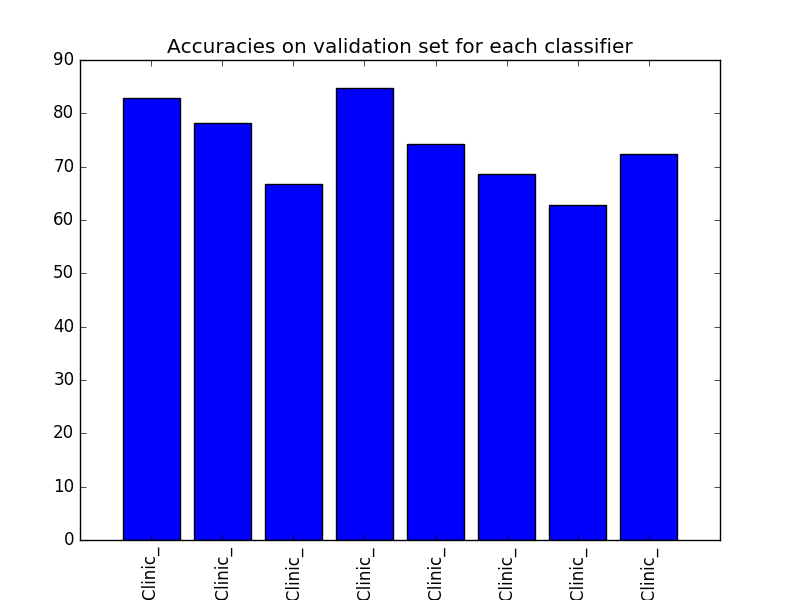 Accuracies on validation set for each classifier
90
80
70
60
50
40
30
20
10
0
Clinic_
Clinic_
Clinic_
Clinic_
Clinic_
Clinic_
Clinic_
Clinic_